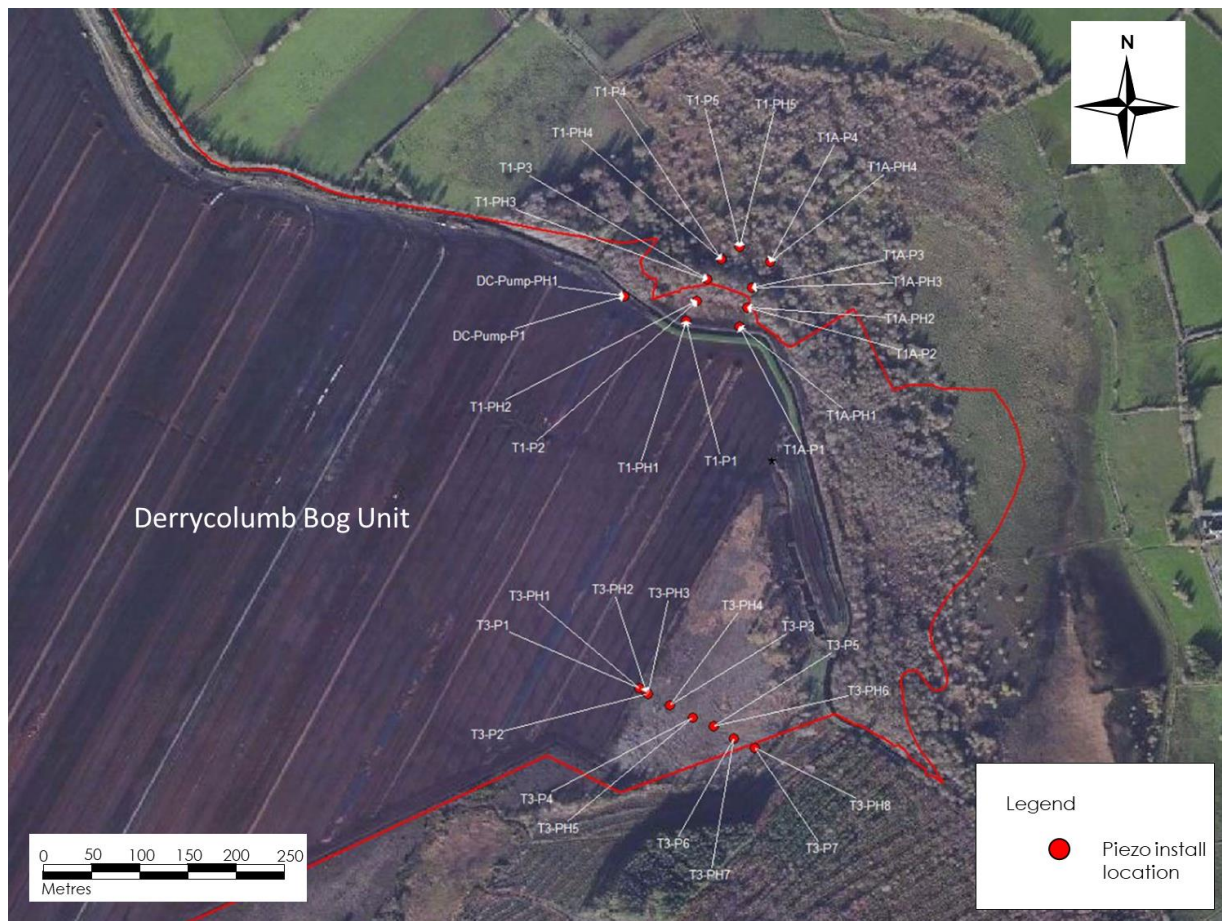 N
T1-P4
T1-P5
T1-PH5
T1-PH4
T1A-P4
T1-P3
T1A-PH4
T1-PH3
T1A-P3
DC-Pump-PH1
T1A-PH3
T1A-PH2
DC-Pump-P1
T1A-P2
T1-PH2
T1A-PH1
T1-P2
T1A-P1
T1-PH1
T1-P1
Derrycolumb Bog Unit
T3-PH2
T3-PH3
T3-PH1
T3-PH4
T3-P1
T3-P3
T3-P5
T3-PH6
T3-P2
T3-P4
T3-PH8
T3-PH5
T3-P6
T3-P7
T3-PH7
0 50 100 150 200 250
Metres
Legend
Piezo install
location